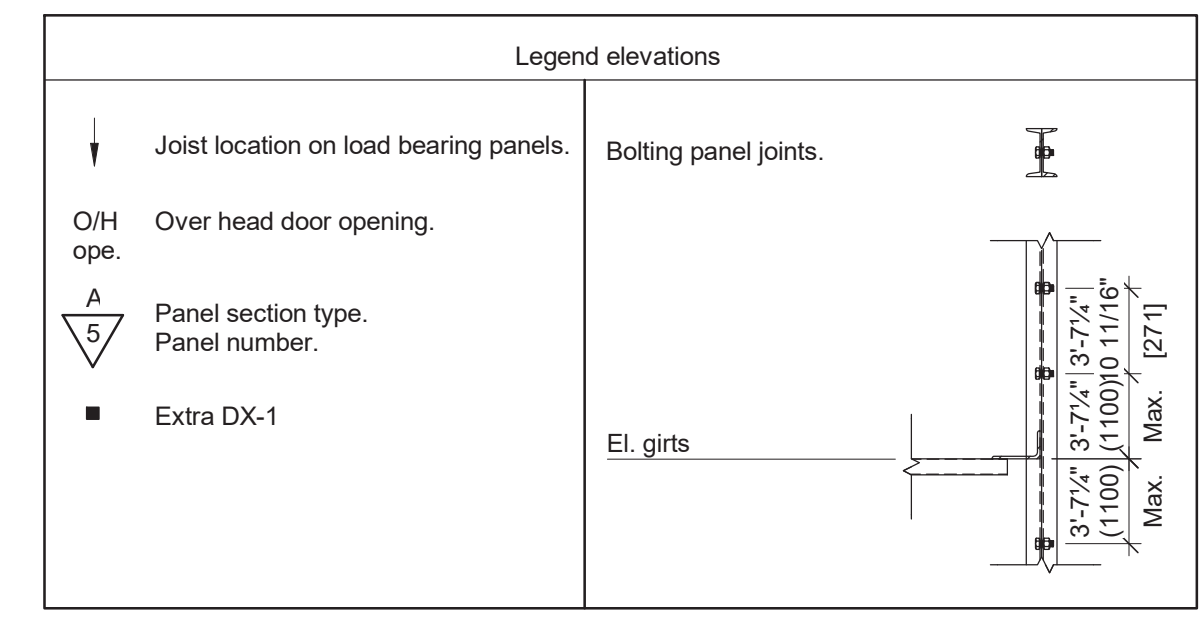 Legend elevations
Joist location on load bearing panels.
O/H
ope.
Over head door opening.
A
5
Panel section type.
Panel number.
Extra DX-1
Bolting panel joints.
El. girts
3'-7¼"
10 11/16"
[271]
3'-7¼"
(1100)
Max.
3'-7¼"
(1100)
Max.